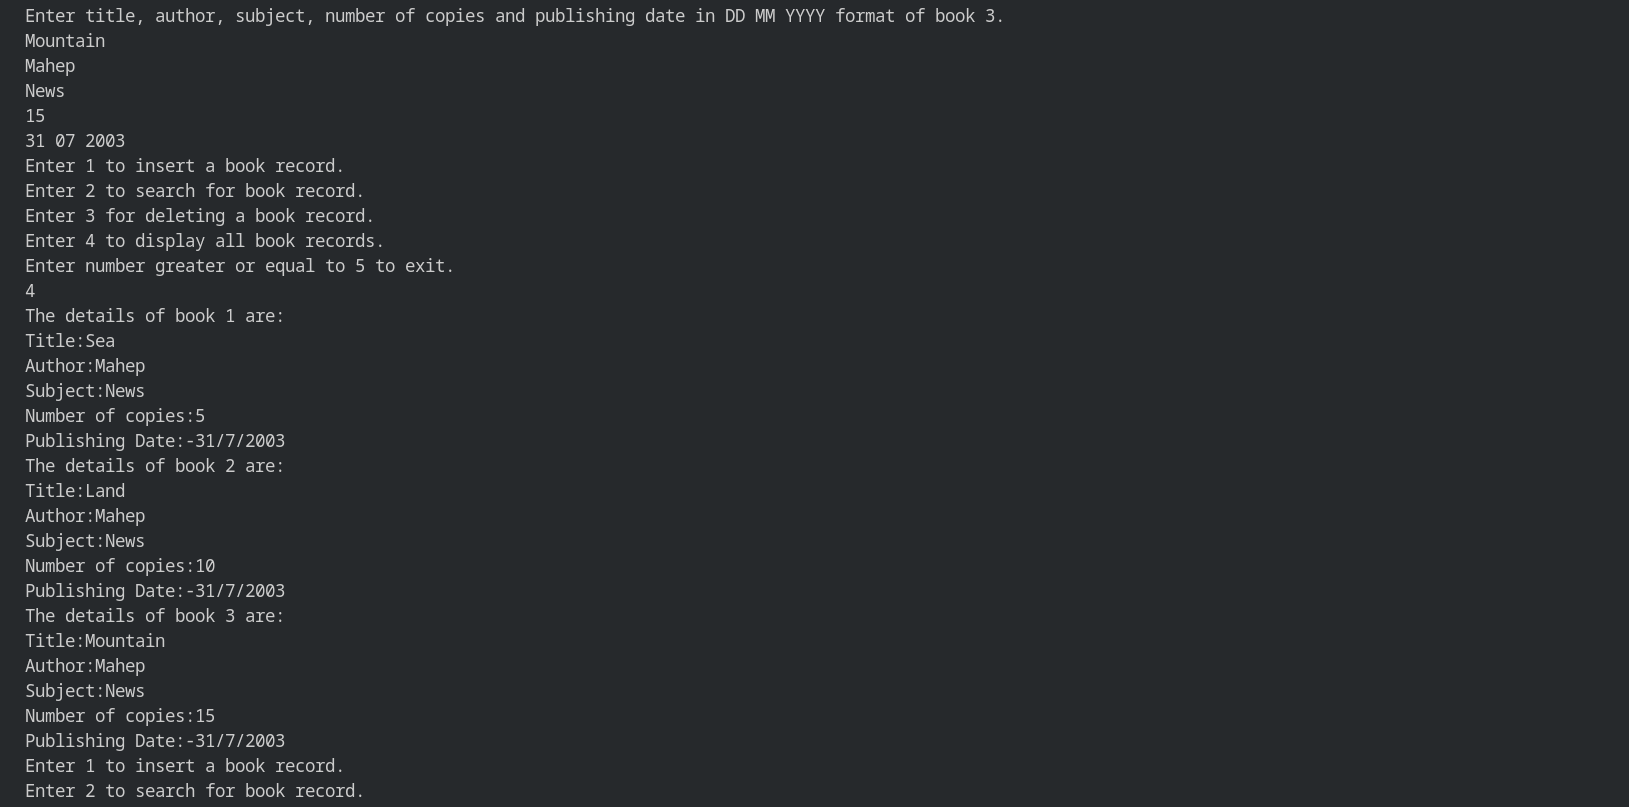 Enter title, author, subject, number of copies and publishing date in DD MM YYYY format of book 3.
Mountain
Mahep
News
15
31 07 2003
Enter 1 to insert a book record.
Enter 2 to search for book record.
Enter 3 for deleting a book record.
Enter 4 to display all book records.
Enter number greater or equal to 5 to exit.
4
The details of book 1 are:
Title:Sea
Author:Mahep
Subject:News
Number of copies:5
Publishing Date:-31/7/2003
The details of book 2 are:
Title:Land
Author:Mahep
Subject:News
Number of copies:10
Publishing Date:-31/7/2003
The details of book 3 are:
Title:Mountain
Author:Mahep
Subject:News
Number of copies:15
Publishing Date:-31/7/2003
Enter 1 to insert a book record.
Enter 2 to search for book record.